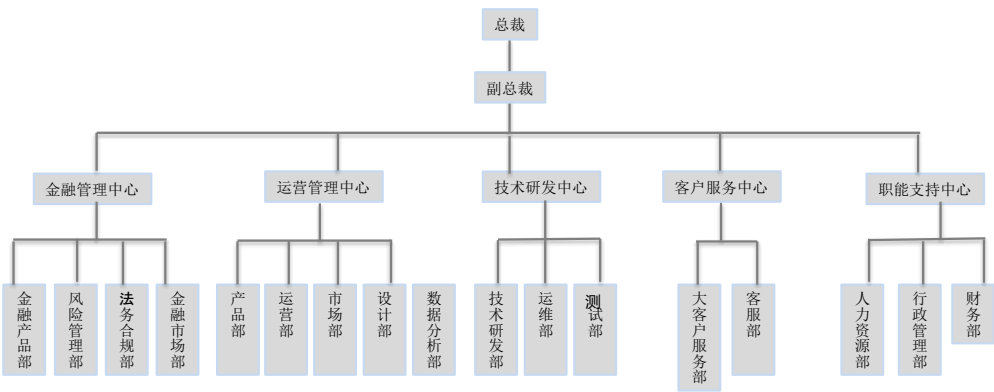 总裁
副总裁
金融管理中心
运营管理中心
技术研发中心
客户服务中心
职能支持中心
金融产品部
风险管理部
法务合规部
金融市场部
产品部
运营部
市场部
设计部
数据分析部
技术研发部
运维部
测试部
大客户服务部
客服部
人力资源部
行政管理部
财务部